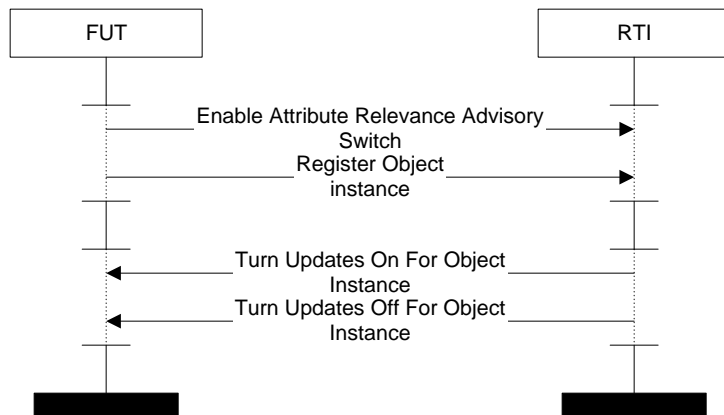 FUT
RTI
Enable Attribute Relevance Advisory
Switch
Register Object
instance
Turn Updates On For Object
Instance
Turn Updates Off For Object
Instance